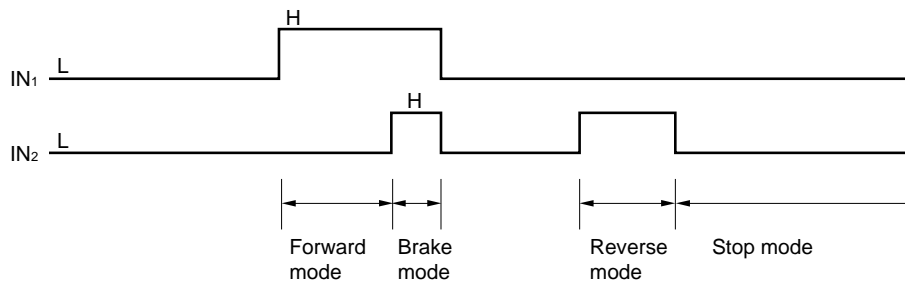 H
L
IN1
H
L
IN2
Forward mode
Brake mode
Reverse mode
Stop mode